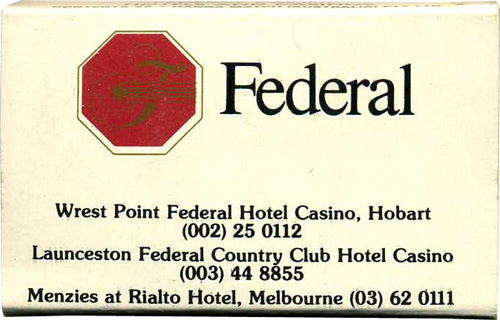 F
Federal
Wrest Point Federal Hotel Casino, Hobart
(002) 25 0112
Launceston Federal Country Club Hotel Casino
(003) 44 8855
Menzies at Rialto Hotel, Melbourne (03) 62 0111